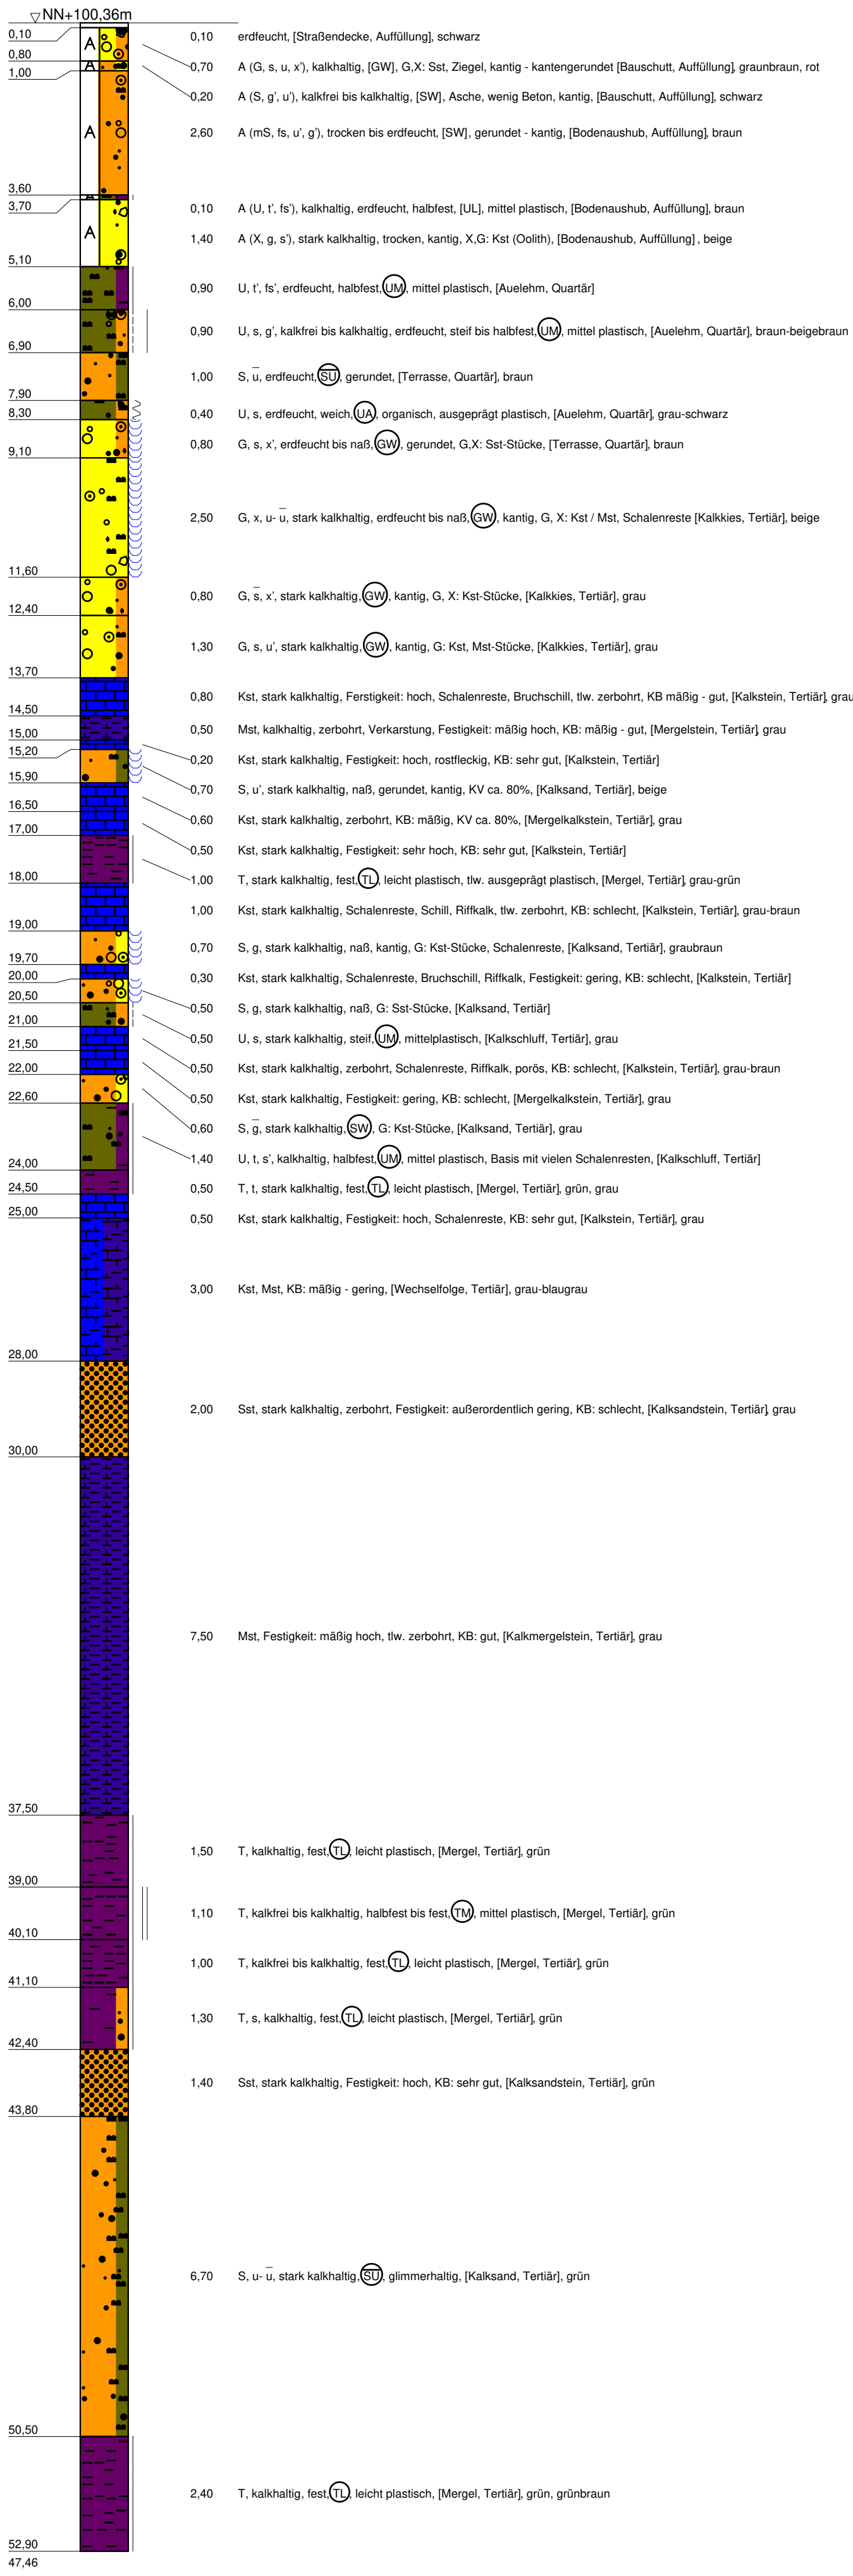 ▽ NN+100,36m
0,10
0,10 erdfeucht, [Straßendecke, Auffüllung], schwarz
A
0,80
0,70 A (G, s, u, x'), kalkhaltig, [GW], G,X: Sst, Ziegel, kantig - kantengerundet [Bauschutt, Auffüllung], graunbraun, rot
A
1,00
0,20 A (S, g', u'), kalkfrei bis kalkhaltig, [SW], Asche, wenig Beton, kantig, [Bauschutt, Auffüllung], schwarz
A
2,60 A (mS, fs, u', g'), trocken bis erdfeucht, [SW], gerundet - kantig, [Bodenaushub, Auffüllung], braun
3,60
A
3,70
0,10 A (U, t', fs'), kalkhaltig, erdfeucht, halbfest, [UL], mittel plastisch, [Bodenaushub, Auffüllung], braun
A
1,40 A (X, g, s'), stark kalkhaltig, trocken, kantig, X,G: Kst (Oolith), [Bodenaushub, Auffüllung], beige
5,10
0,90 U, t', fs', erdfeucht, halbfest, UM, mittel plastisch, [Auelehm, Quartär]
6,00
0,90 U, s, g', kalkfrei bis kalkhaltig, erdfeucht, steif bis halbfest, UM, mittel plastisch, [Auelehm, Quartär], braun-beigebraun
6,90
1,00 S, u̅, erdfeucht, S̅U̅, gerundet, [Terrasse, Quartär], braun
7,90
0,40 U, s, erdfeucht, weich, UA, organisch, ausgeprägt plastisch, [Auelehm, Quartär], grau-schwarz
8,30
0,80 G, s, x', erdfeucht bis naß, GW, gerundet, G,X: Sst-Stücke, [Terrasse, Quartär], braun
9,10
2,50 G, x, u- u̅, stark kalkhaltig, erdfeucht bis naß, GW, kantig, G, X: Kst / Mst, Schalenreste [Kalkkies, Tertiär], beige
11,60
0,80 G, s̅, x', stark kalkhaltig, GW, kantig, G, X: Kst-Stücke, [Kalkkies, Tertiär], grau
12,40
1,30 G, s, u', stark kalkhaltig, GW, kantig, G: Kst, Mst-Stücke, [Kalkkies, Tertiär], grau
13,70
0,80 Kst, stark kalkhaltig, Ferstigkeit: hoch, Schalenreste, Bruchschill, tlw. zerbohrt, KB mäßig - gut, [Kalkstein, Tertiär], grau
14,50
0,50 Mst, kalkhaltig, zerbohrt, Verkarstung, Festigkeit: mäßig hoch, KB: mäßig - gut, [Mergelstein, Tertiär], grau
15,00
15,20
0,20 Kst, stark kalkhaltig, Festigkeit: hoch, rostfleckig, KB: sehr gut, [Kalkstein, Tertiär]
15,90
0,70 S, u', stark kalkhaltig, naß, gerundet, kantig, KV ca. 80%, [Kalksand, Tertiär], beige
16,50
0,60 Kst, stark kalkhaltig, zerbohrt, KB: mäßig, KV ca. 80%, [Mergelkalkstein, Tertiär], grau
17,00
0,50 Kst, stark kalkhaltig, Festigkeit: sehr hoch, KB: sehr gut, [Kalkstein, Tertiär]
18,00
1,00 T, stark kalkhaltig, fest, TL, leicht plastisch, tlw. ausgeprägt plastisch, [Mergel, Tertiär], grau-grün
1,00 Kst, stark kalkhaltig, Schalenreste, Schill, Riffkalk, tlw. zerbohrt, KB: schlecht, [Kalkstein, Tertiär], grau-braun
19,00
0,70 S, g, stark kalkhaltig, naß, kantig, G: Kst-Stücke, Schalenreste, [Kalksand, Tertiär], graubraun
19,70
20,00
0,30 Kst, stark kalkhaltig, Schalenreste, Bruchschill, Riffkalk, Festigkeit: gering, KB: schlecht, [Kalkstein, Tertiär]
20,50
0,50 S, g, stark kalkhaltig, naß, G: Sst-Stücke, [Kalksand, Tertiär]
21,00
0,50 U, s, stark kalkhaltig, steif, UM, mittelplastisch, [Kalkschluff, Tertiär], grau
21,50
22,00
0,50 Kst, stark kalkhaltig, zerbohrt, Schalenreste, Riffkalk, porös, KB: schlecht, [Kalkstein, Tertiär], grau-braun
22,60
0,50 Kst, stark kalkhaltig, Festigkeit: gering, KB: schlecht, [Mergelkalkstein, Tertiär], grau
0,60 S, g̅, stark kalkhaltig, SW, G: Kst-Stücke, [Kalksand, Tertiär], grau
24,00
1,40 U, t, s', kalkhaltig, halbfest, UM, mittel plastisch, Basis mit vielen Schalenresten, [Kalkschluff, Tertiär]
24,50
0,50 T, t, stark kalkhaltig, fest, TL, leicht plastisch, [Mergel, Tertiär], grün, grau
25,00
0,50 Kst, stark kalkhaltig, Festigkeit: hoch, Schalenreste, KB: sehr gut, [Kalkstein, Tertiär], grau
3,00 Kst, Mst, KB: mäßig - gering, [Wechselfolge, Tertiär], grau-blaugrau
28,00
2,00 Sst, stark kalkhaltig, zerbohrt, Festigkeit: außerordentlich gering, KB: schlecht, [Kalksandstein, Tertiär], grau
30,00
7,50 Mst, Festigkeit: mäßig hoch, tlw. zerbohrt, KB: gut, [Kalkmergelstein, Tertiär], grau
37,50
1,50 T, kalkhaltig, fest, TL, leicht plastisch, [Mergel, Tertiär], grün
39,00
1,10 T, kalkfrei bis kalkhaltig, halbfest bis fest, TM, mittel plastisch, [Mergel, Tertiär], grün
40,10
1,00 T, kalkfrei bis kalkhaltig, fest, TL, leicht plastisch, [Mergel, Tertiär], grün
41,10
1,30 T, s, kalkhaltig, fest, TL, leicht plastisch, [Mergel, Tertiär], grün
42,40
1,40 Sst, stark kalkhaltig, Festigkeit: hoch, KB: sehr gut, [Kalksandstein, Tertiär], grün
43,80
6,70 S, u- u̅, stark kalkhaltig, S̅U̅, glimmerhaltig, [Kalksand, Tertiär], grün
50,50
2,40 T, kalkhaltig, fest, TL, leicht plastisch, [Mergel, Tertiär], grün, grünbraun
52,90
47,46